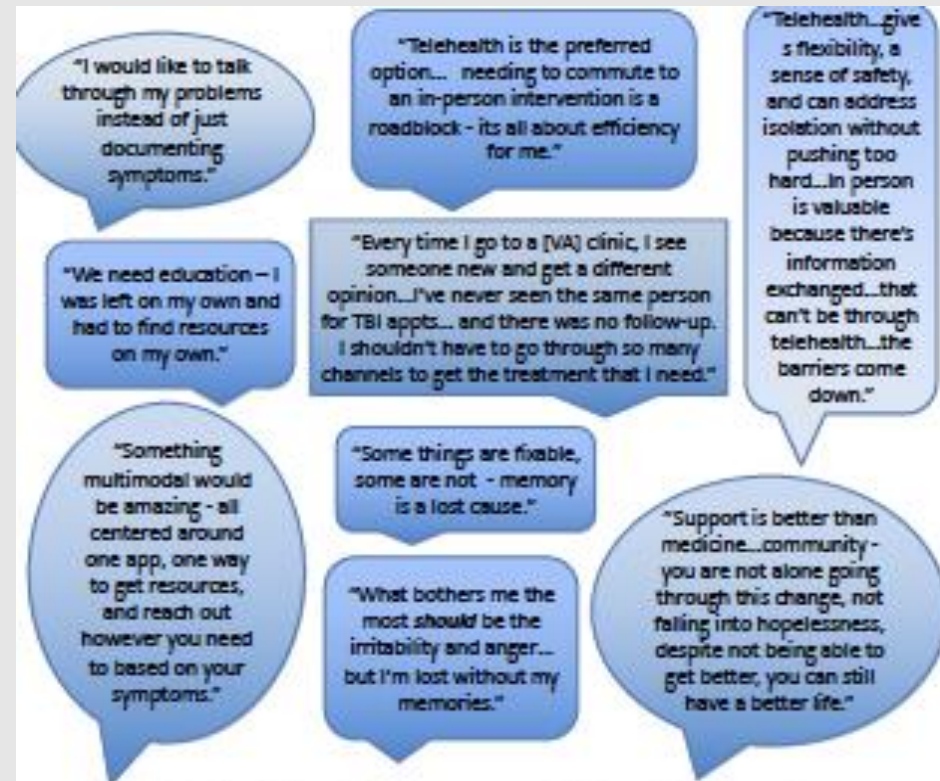 “I would like to talk
through my problems
instead of just
documenting
symptoms.”
“Telehealth is the preferred
option... needing to commute to
an in-person intervention is a
roadblock - its all about efficiency
for me.”
“Telehealth...give
s flexibility, a
sense of safety,
and can address
isolation without
pushing too
hard...In person
is valuable
because there's
information
exchanged...that
can't be through
telehealth...the
barriers come
down.”
“We need education – I
was left on my own and
had to find resources
on my own.”
“Every time I go to a [VA] clinic, I see
someone new and get a different
opinion...I've never seen the same person
for TBI appts... and there was no follow-up.
I shouldn't have to go through so many
channels to get the treatment that I need.”
“Something
multimodal would
be amazing - all
centered around
one app, one way
to get resources,
and reach out
however you need
to based on your
symptoms.”
“Some things are fixable,
some are not - memory
is a lost cause.”
“What bothers me the
most should be the
irritability and anger...
but I'm lost without my
memories.”
“Support is better than
medicine...community -
you are not alone going
through this change, not
falling into hopelessness,
despite not being able to
get better, you can still
have a better life.”